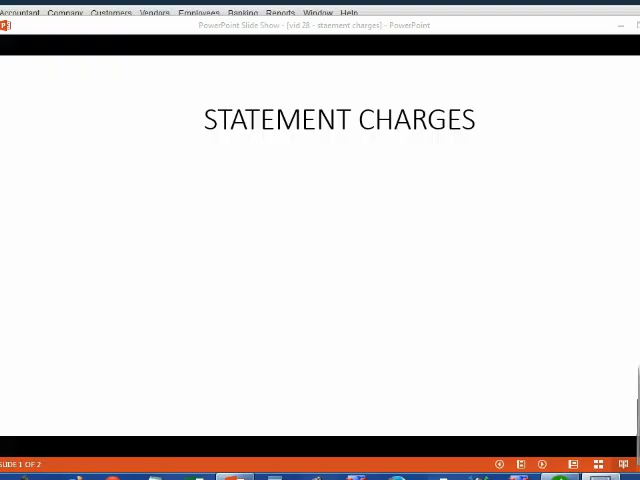 Accountant Company Customers Vendors Employees Banking Reports Window Help
PowerPoint Slide Show - [vid 28 - staement charges] - PowerPoint
STATEMENT CHARGES
SLIDE 1 OF 2